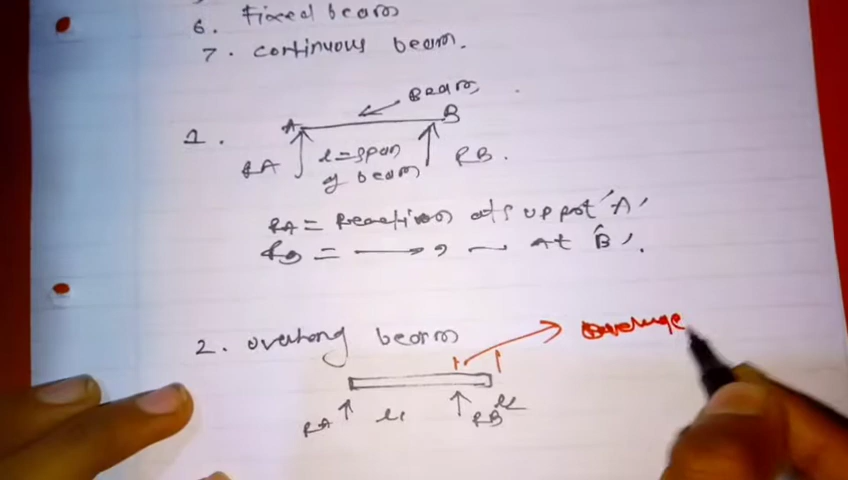 6. Fixed beam
7. continuous beam.
Beam
1. A B
RA l=span RB.
of beam
RA = Reaction at support 'A'
RB = — " — At 'B'.
2. overhang beam
RA l1 RB l2